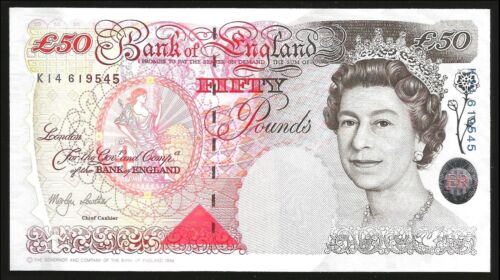 £50 Bank of England £50
I PROMISE TO PAY THE BEARER ON DEMAND THE SUM OF
K14 619545
FIFTY
Pounds
London
For the Gov.r and Comp.a
of the BANK OF ENGLAND
Merlyn Lowther
Chief Cashier
619545
ER
© THE GOVERNOR AND COMPANY OF THE BANK OF ENGLAND 1994